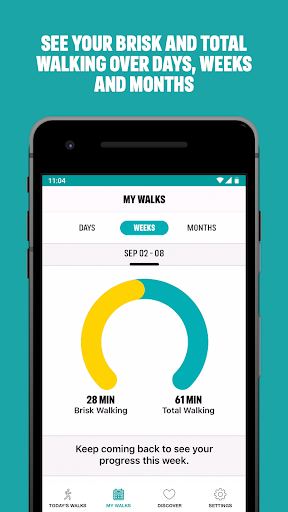 SEE YOUR BRISK AND TOTAL
WALKING OVER DAYS, WEEKS
AND MONTHS
11:04
MY WALKS
DAYS WEEKS MONTHS
SEP 02 - 08
28 MIN 61 MIN
Brisk Walking Total Walking
Keep coming back to see your
progress this week.
TODAY'S WALKS MY WALKS DISCOVER SETTINGS